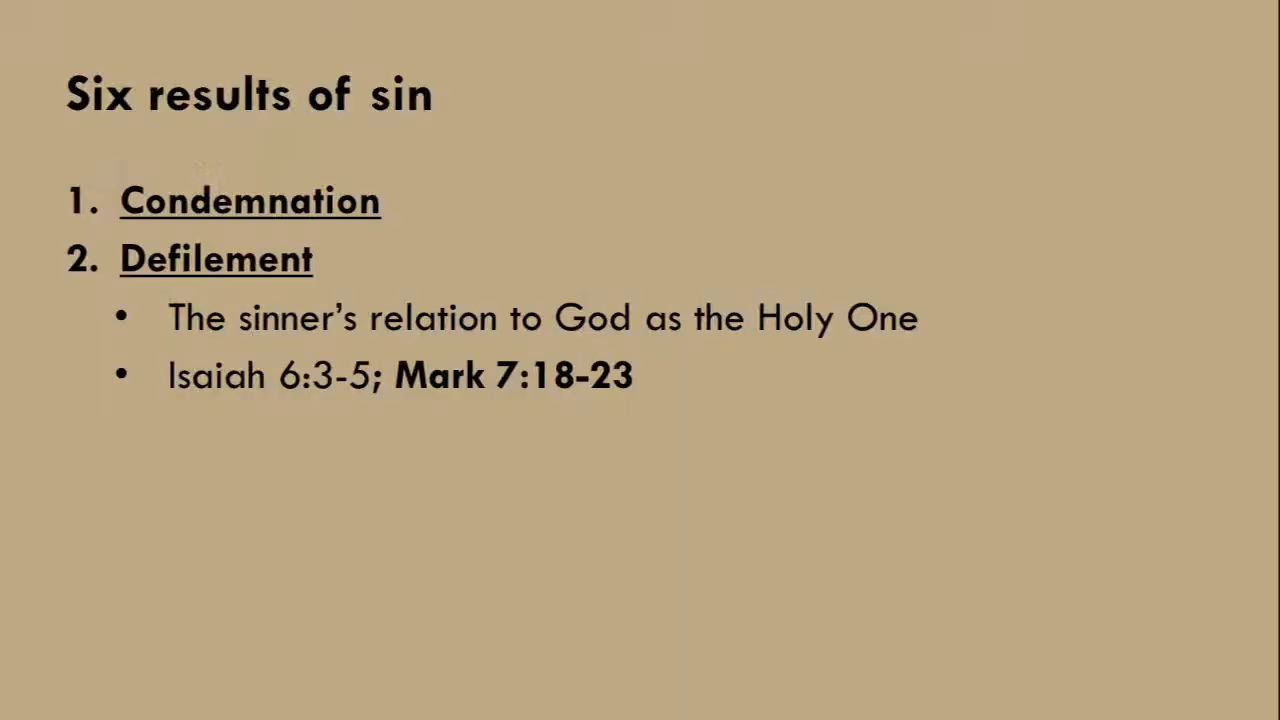 Six results of sin
1. Condemnation
2. Defilement
• The sinner’s relation to God as the Holy One
• Isaiah 6:3-5; Mark 7:18-23